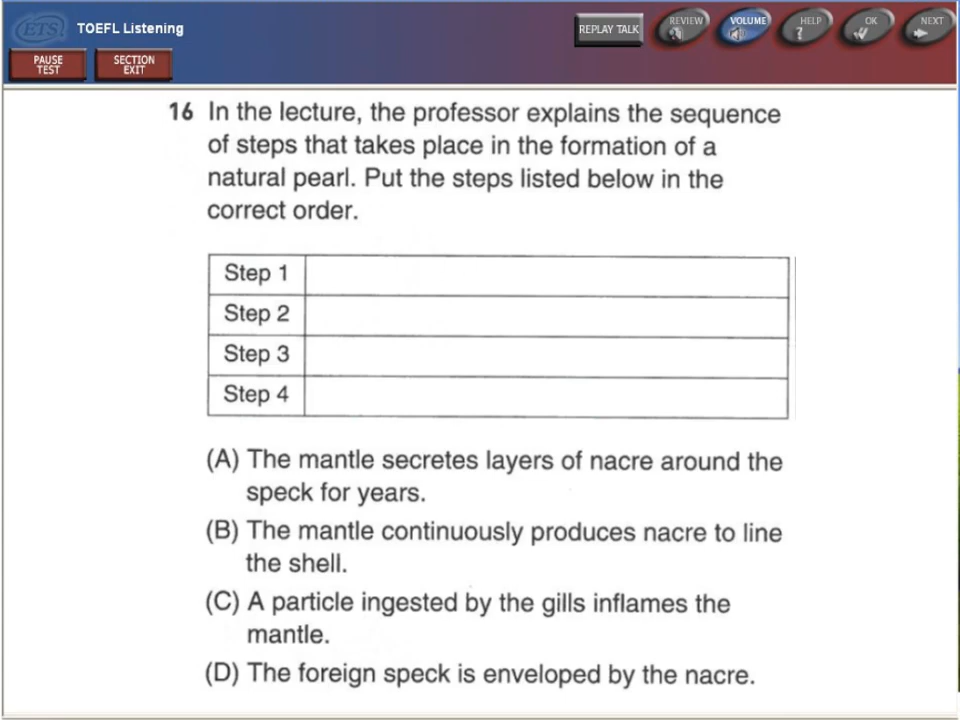 ETS TOEFL Listening
REPLAY TALK
REVIEW
VOLUME
HELP
?
OK
NEXT
PAUSE
TEST
SECTION
EXIT
16 In the lecture, the professor explains the sequence
of steps that takes place in the formation of a
natural pearl. Put the steps listed below in the
correct order.
Step 1
Step 2
Step 3
Step 4
(A) The mantle secretes layers of nacre around the
speck for years.
(B) The mantle continuously produces nacre to line
the shell.
(C) A particle ingested by the gills inflames the
mantle.
(D) The foreign speck is enveloped by the nacre.